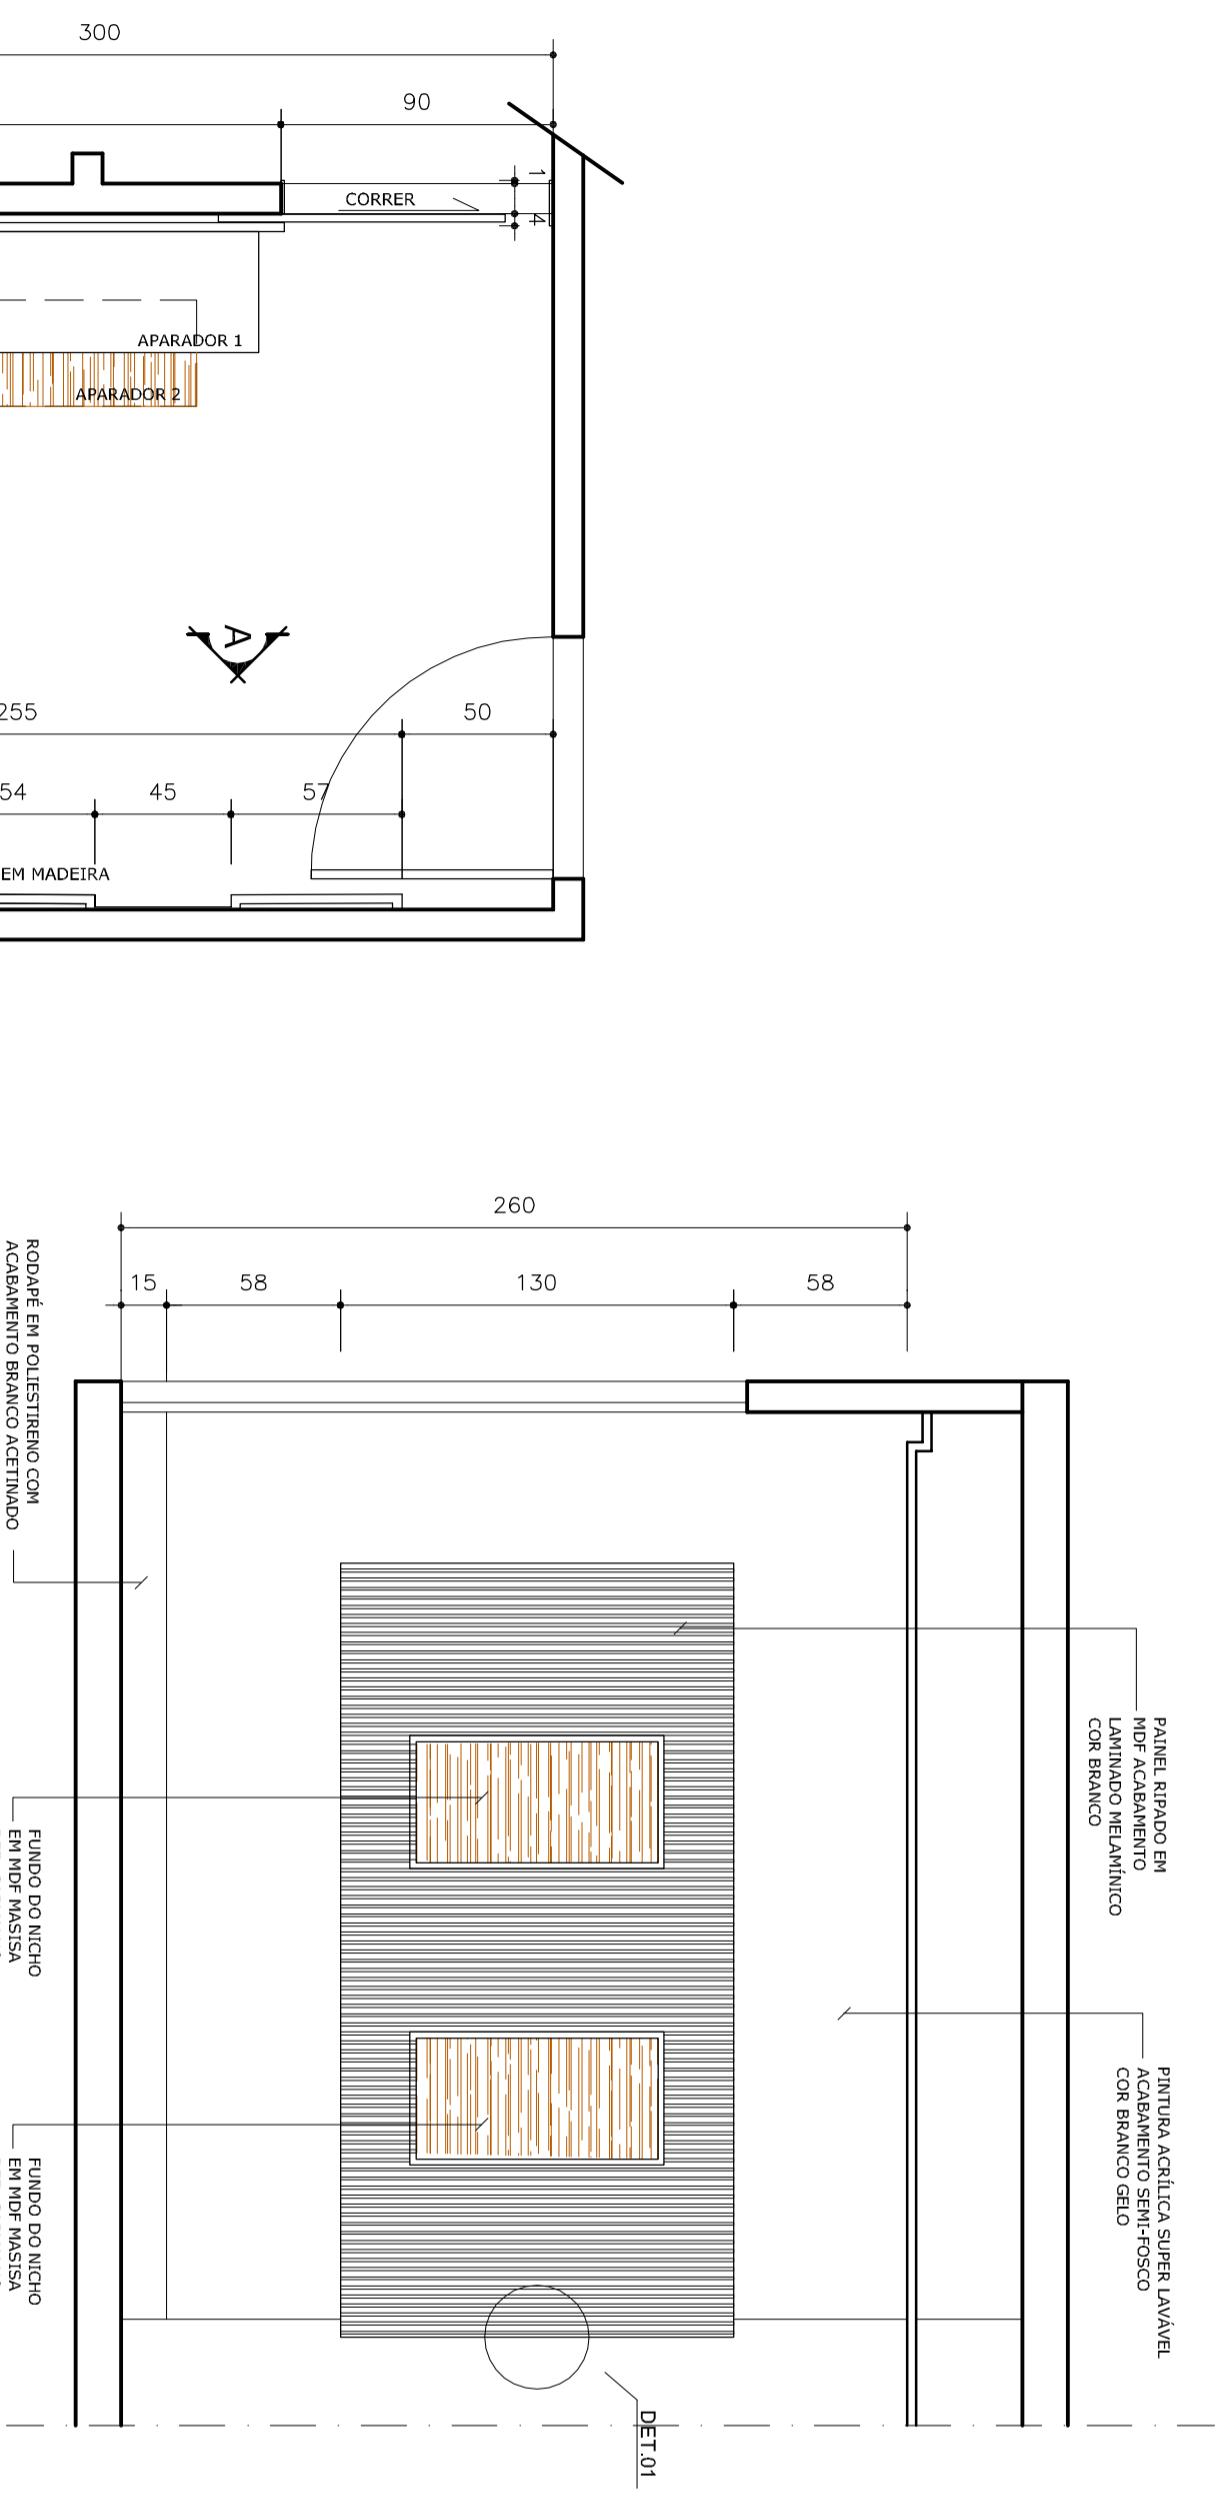 300
90
1
4
CORRER
APARADOR 1
APARADOR 2
A
255
50
54
45
57
EM MADEIRA
260
15
58
130
58
RODAPÉ EM POLIESTIRENO COM
ACABAMENTO BRANCO ACETINADO
PAINEL RIPADO EM
MDF ACABAMENTO
LAMINADO MELAMÍNICO
COR BRANCO
FUNDO DO NICHO
EM MDF MASISA
PINTURA ACRÍLICA SUPER LAVÁVEL
ACABAMENTO SEMI-FOSCO
COR BRANCO GELO
FUNDO DO NICHO
EM MDF MASISA
DET.01